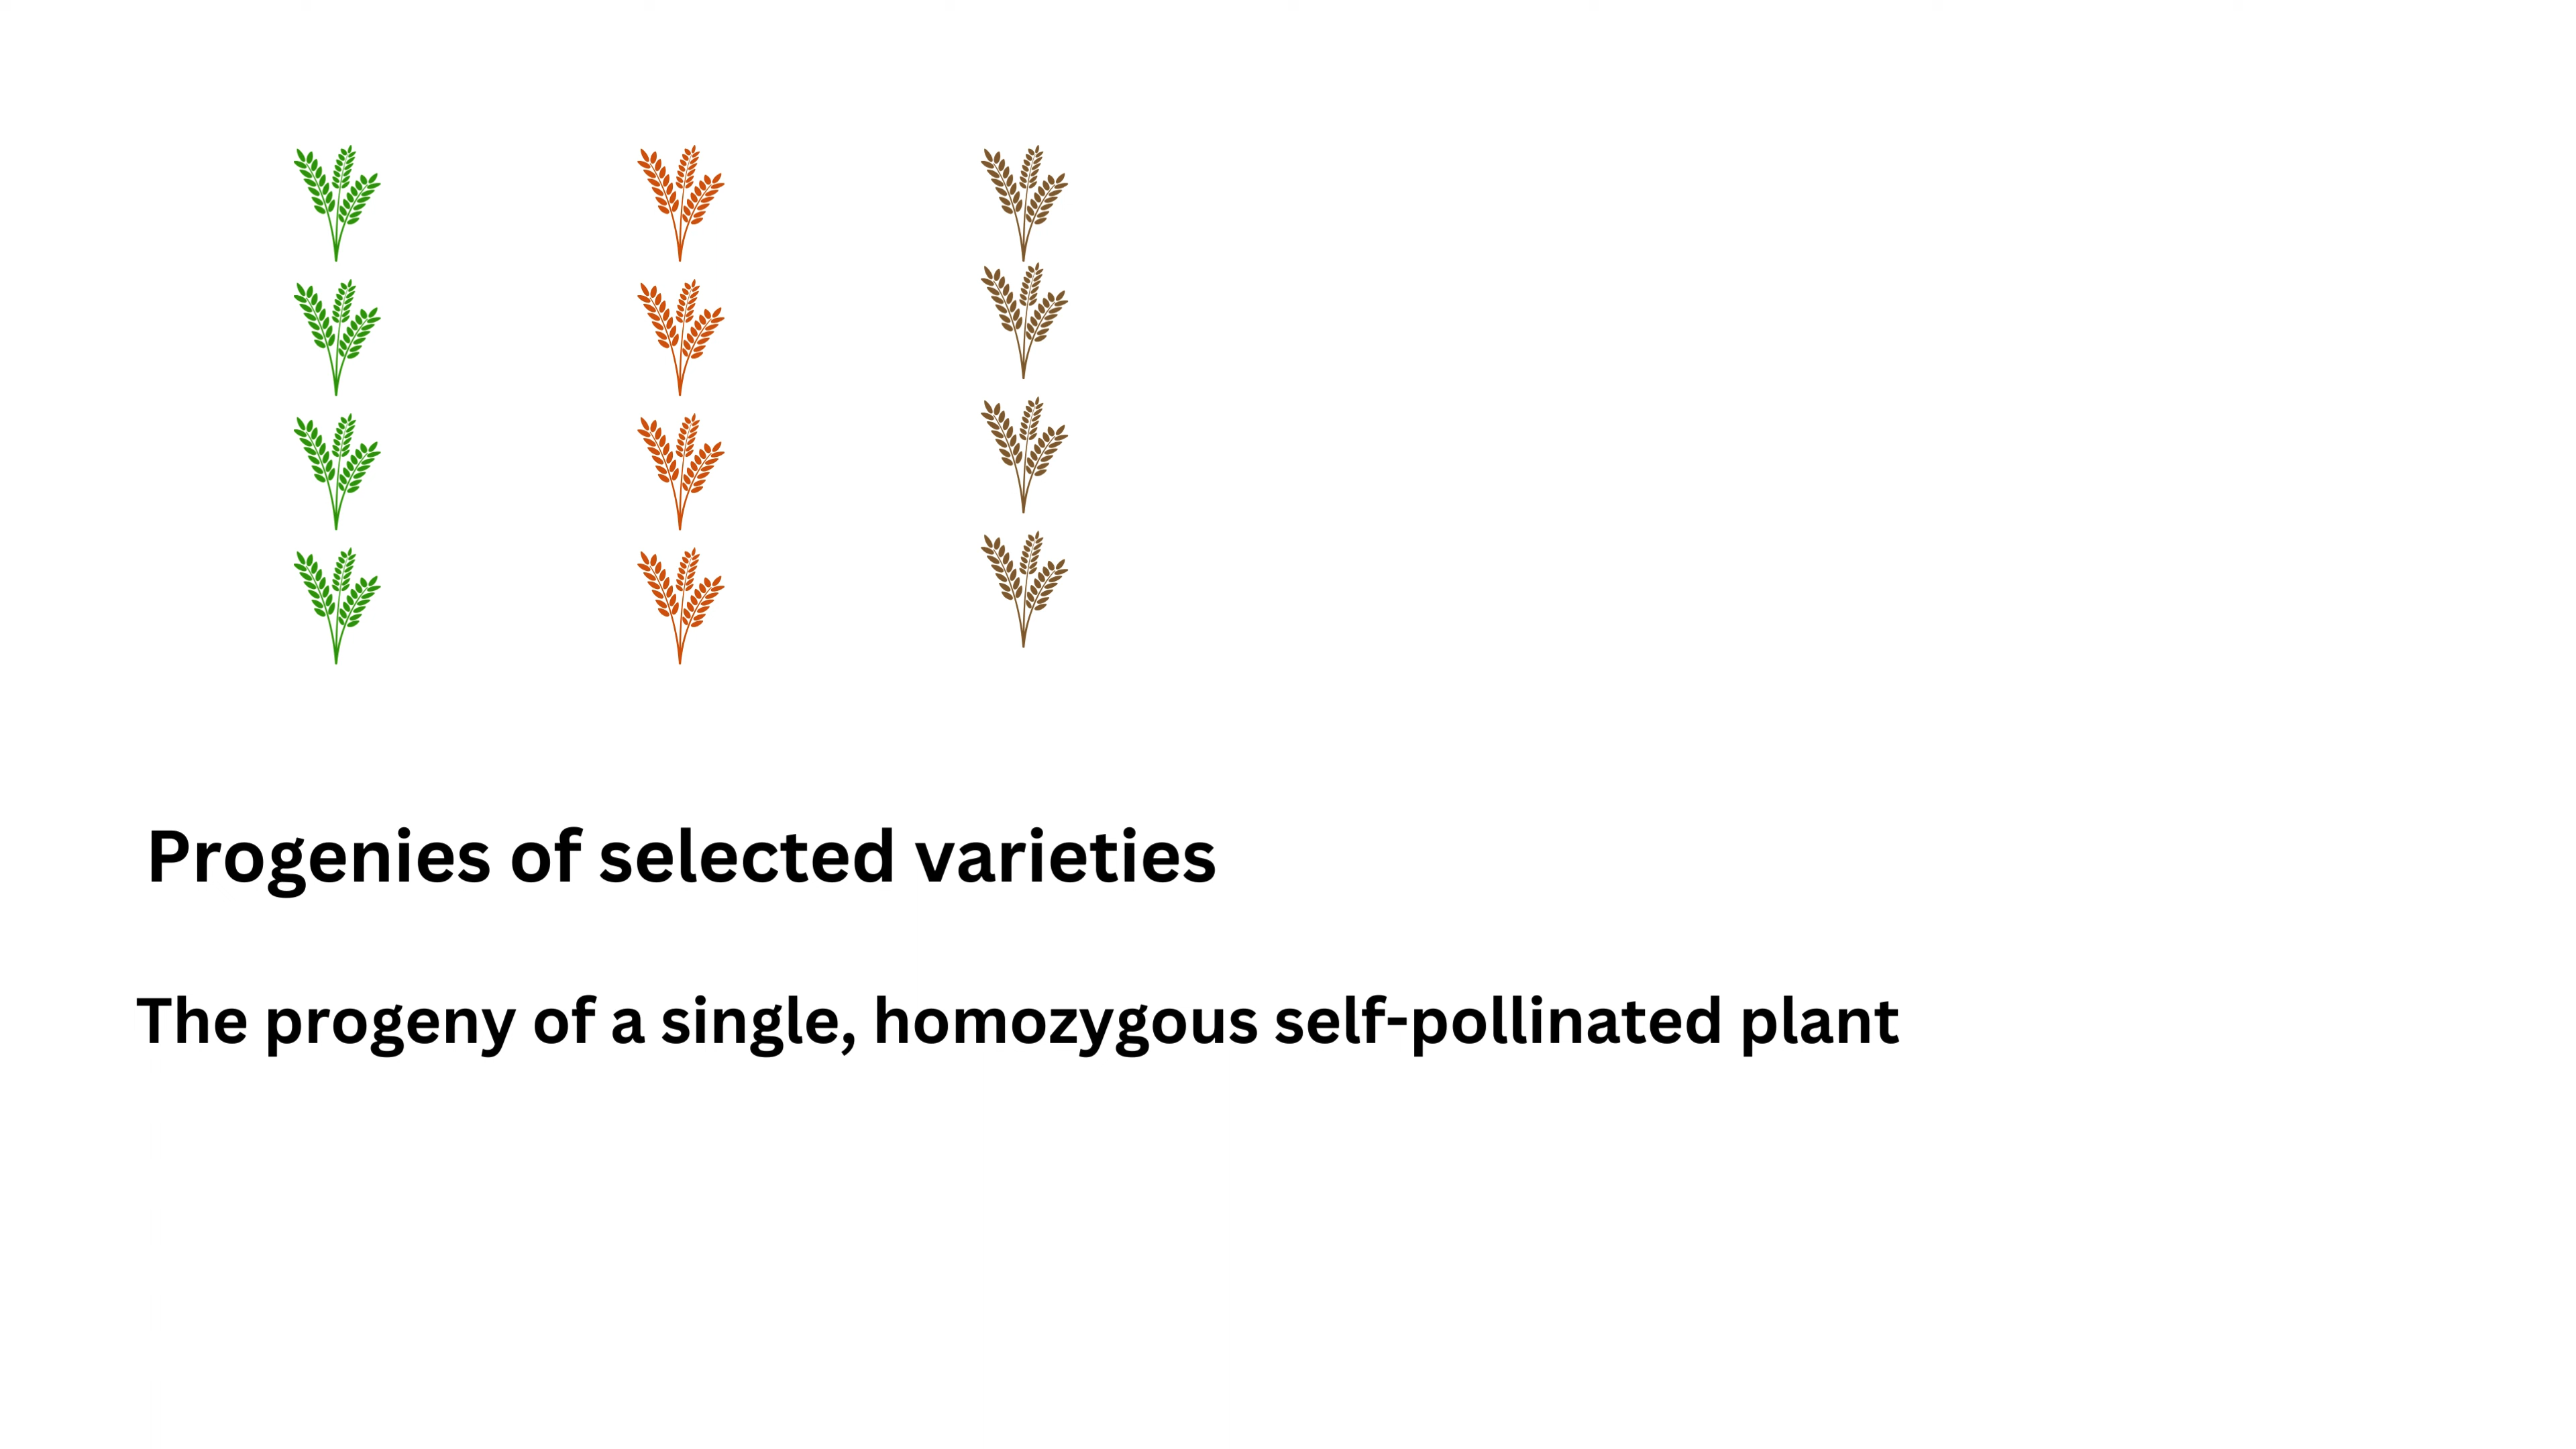 Progenies of selected varieties
The progeny of a single, homozygous self-pollinated plant